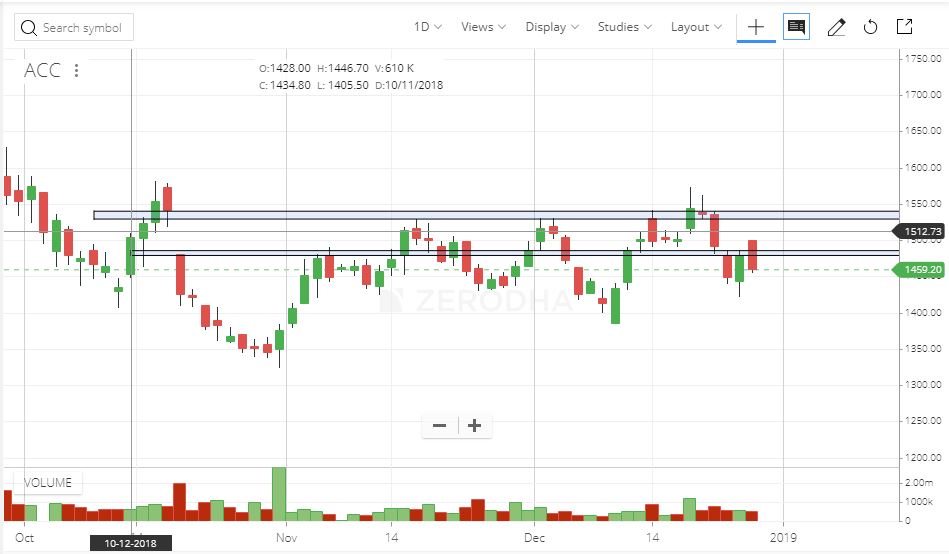 Search symbol
1D Views Display Studies Layout
ACC
O:1428.00 H:1446.70 V:610 K
C:1434.80 L: 1405.50 D:10/11/2018
1750.00
1700.00
1650.00
1600.00
1550.00
1512.73
1459.20
1400.00
1350.00
1300.00
1250.00
1200.00
ZERODHA
VOLUME
2.00m
1000k
0
Oct
10-12-2018
Nov
14
Dec
14
2019